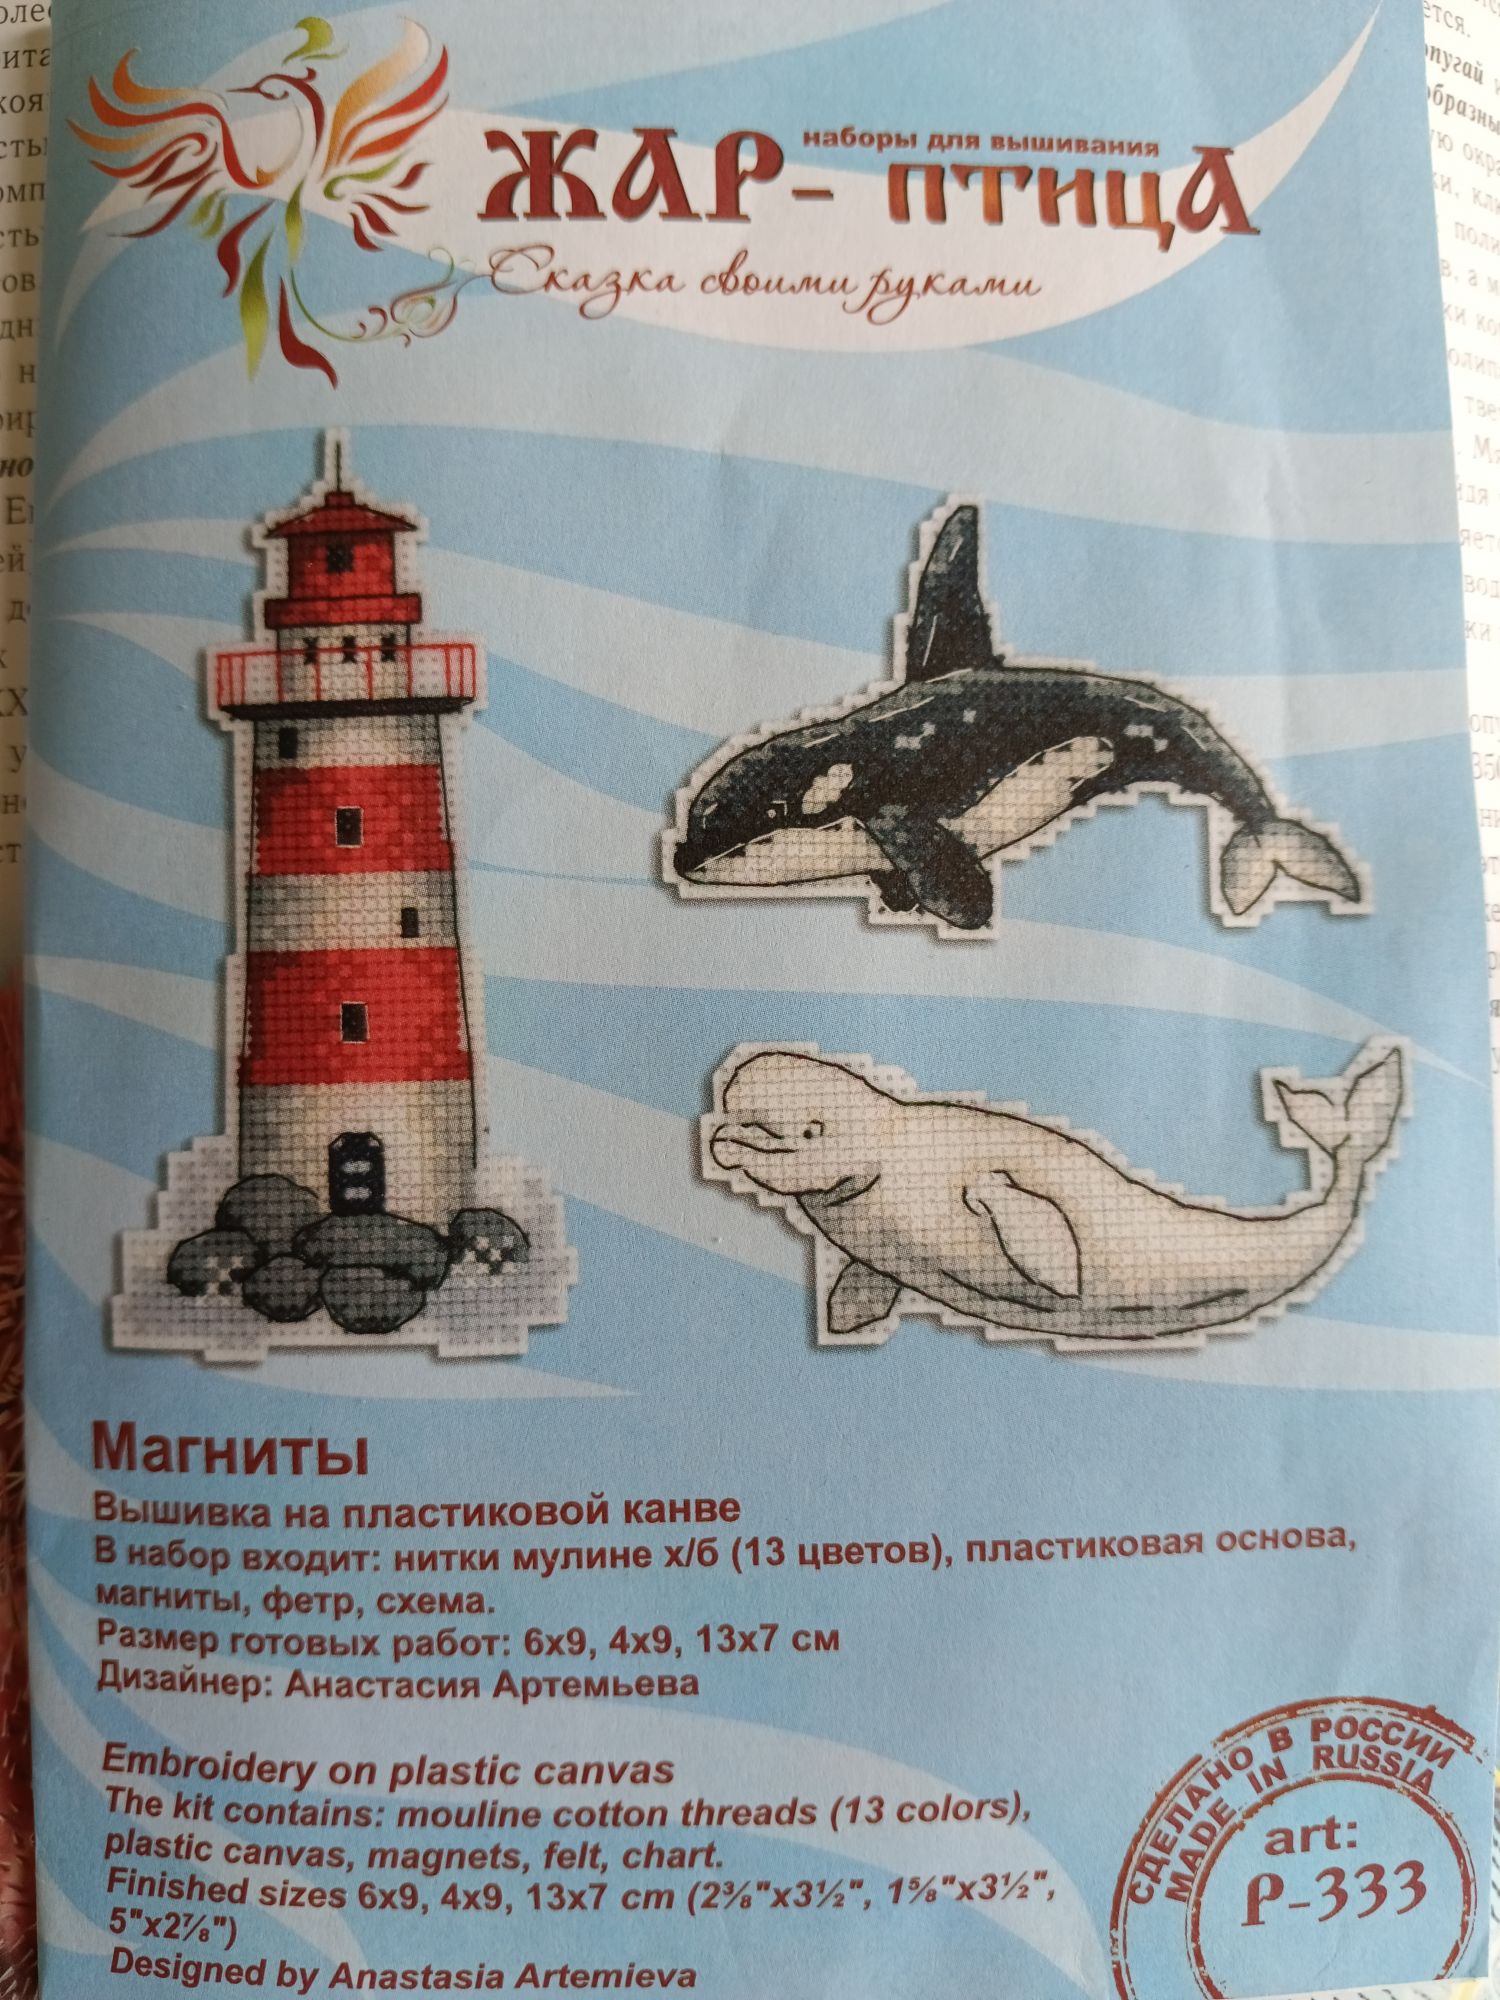 наборы для вышивания
ЖАР-ПТИЦА
Сказка своими руками
Магниты
Вышивка на пластиковой канве
В набор входит: нитки мулине х/б (13 цветов), пластиковая основа,
магниты, фетр, схема.
Размер готовых работ: 6х9, 4х9, 13х7 см
Дизайнер: Анастасия Артемьева
Embroidery on plastic canvas
The kit contains: mouline cotton threads (13 colors),
plastic canvas, magnets, felt, chart.
Finished sizes 6x9, 4x9, 13x7 cm (2⅜"x3½", 1⅝"x3½",
5"x2⅞")
Designed by Anastasia Artemieva
СДЕЛАНО В РОССИИ
MADE IN RUSSIA
art:
Р-333